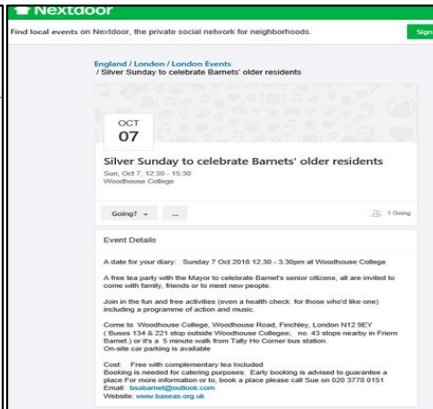 Nextdoor
Find local events on Nextdoor, the private social network for neighborhoods.
Sign
England / London / London Events
/ Silver Sunday to celebrate Barnets' older residents
OCT
07
Silver Sunday to celebrate Barnets' older residents
Sun, Oct 7, 12:30 - 15:30
Woodhouse College
Going?
...
1 Going
Event Details
A date for your diary: Sunday 7 Oct 2018 12.30 - 3.30pm at Woodhouse College
A free tea party with the Mayor to celebrate Barnet's senior citizens, all are invited to
come with family, friends or to meet new people.
Join in the fun and free activities (even a health check for those who'd like one)
including a programme of action and music.
Come to Woodhouse College, Woodhouse Road, Finchley, London N12 9EY
( Buses 134 & 221 stop outside Woodhouse Collegee; no. 43 stops nearby in Friern
Barnet.) or it's a 5 minute walk from Tally Ho Corner bus station.
On-site car parking is available
Cost: Free with complementary tea Included
Booking is needed for catering purposes: Early booking is advised to guarantee a
place For more information or to, book a place please call Sue on 020 3778 0151
Email: bsabarnet@outlook.com
Website: www.baseas.org.uk